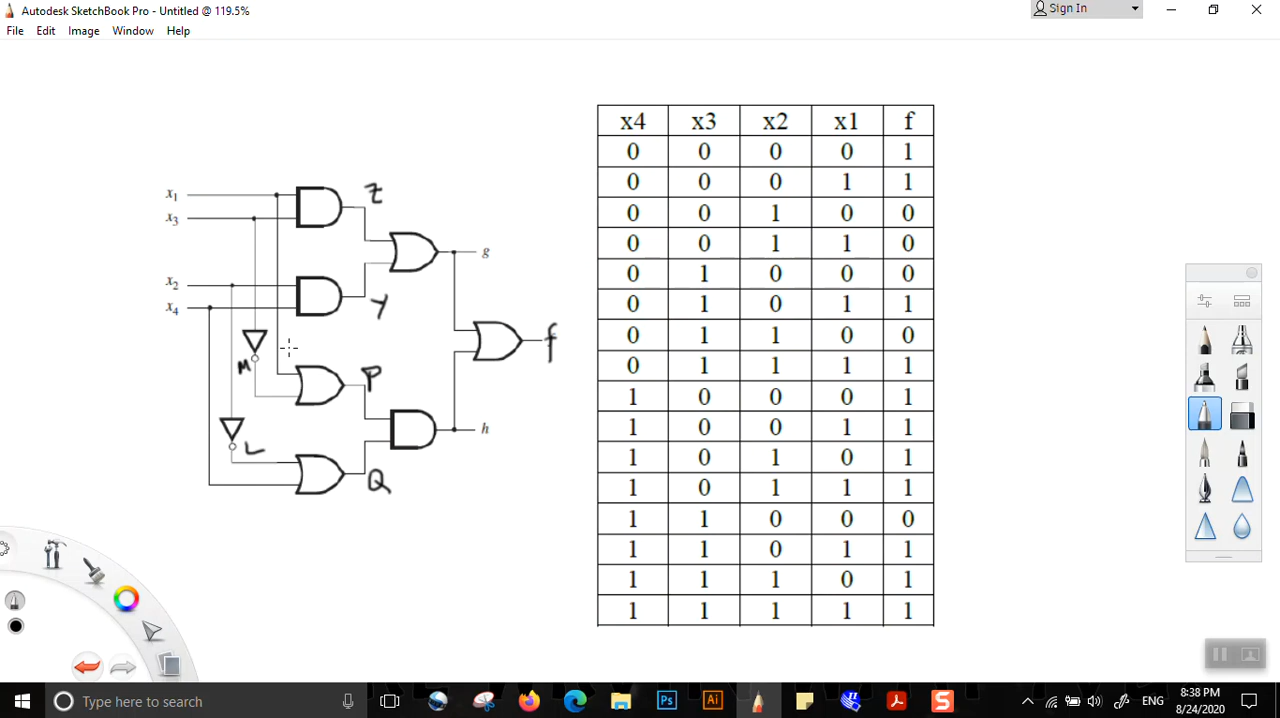 Autodesk SketchBook Pro - Untitled @ 119.5%
Sign In
File Edit Image Window Help
x4 x3 x2 x1 f
0 0 0 0 1
0 0 0 1 1
0 0 1 0 0
0 0 1 1 0
0 1 0 0 0
0 1 0 1 1
0 1 1 0 0
0 1 1 1 1
1 0 0 0 1
1 0 0 1 1
1 0 1 0 1
1 0 1 1 1
1 1 0 0 0
1 1 0 1 1
1 1 1 0 1
1 1 1 1 1
x1
x3
x2
x4
Z
Y
g
M
P
f
L
Q
h
Type here to search
Ps
Ai
S
ENG
8:38 PM
8/24/2020